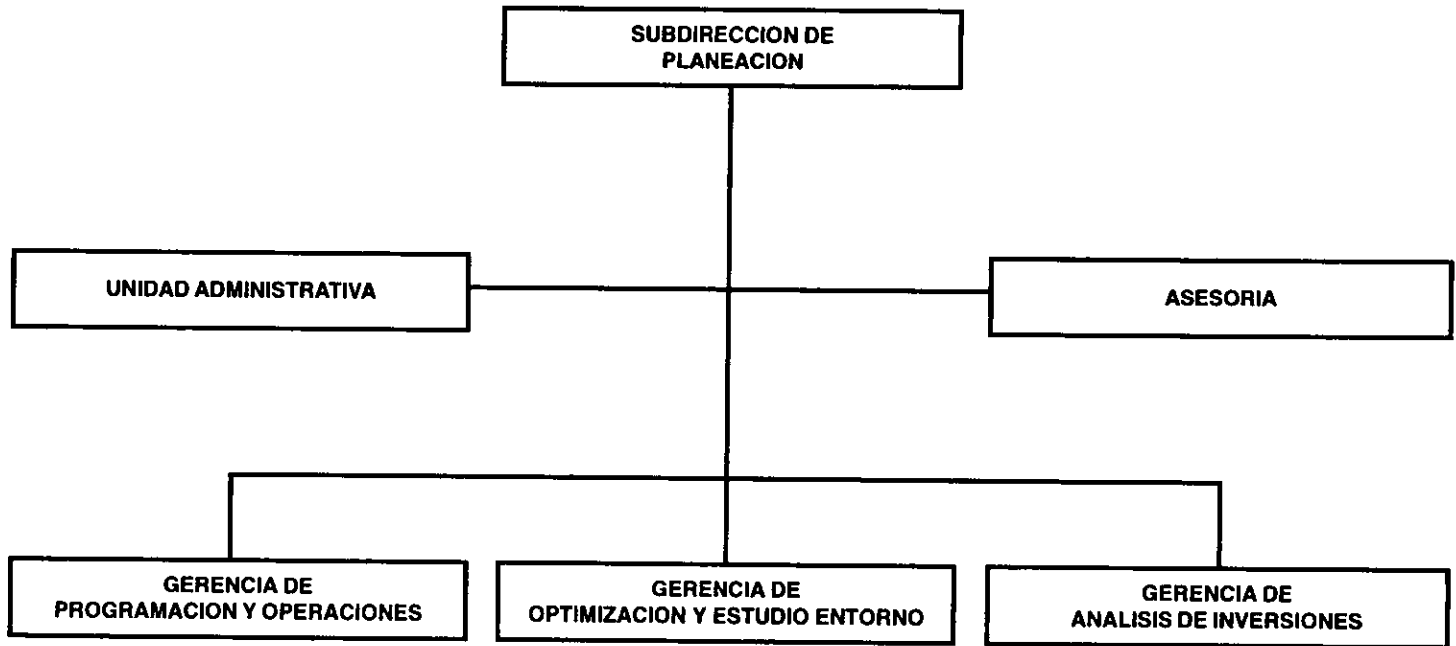 SUBDIRECCION DE
PLANEACION
UNIDAD ADMINISTRATIVA
ASESORIA
GERENCIA DE
PROGRAMACION Y OPERACIONES
GERENCIA DE
OPTIMIZACION Y ESTUDIO ENTORNO
GERENCIA DE
ANALISIS DE INVERSIONES